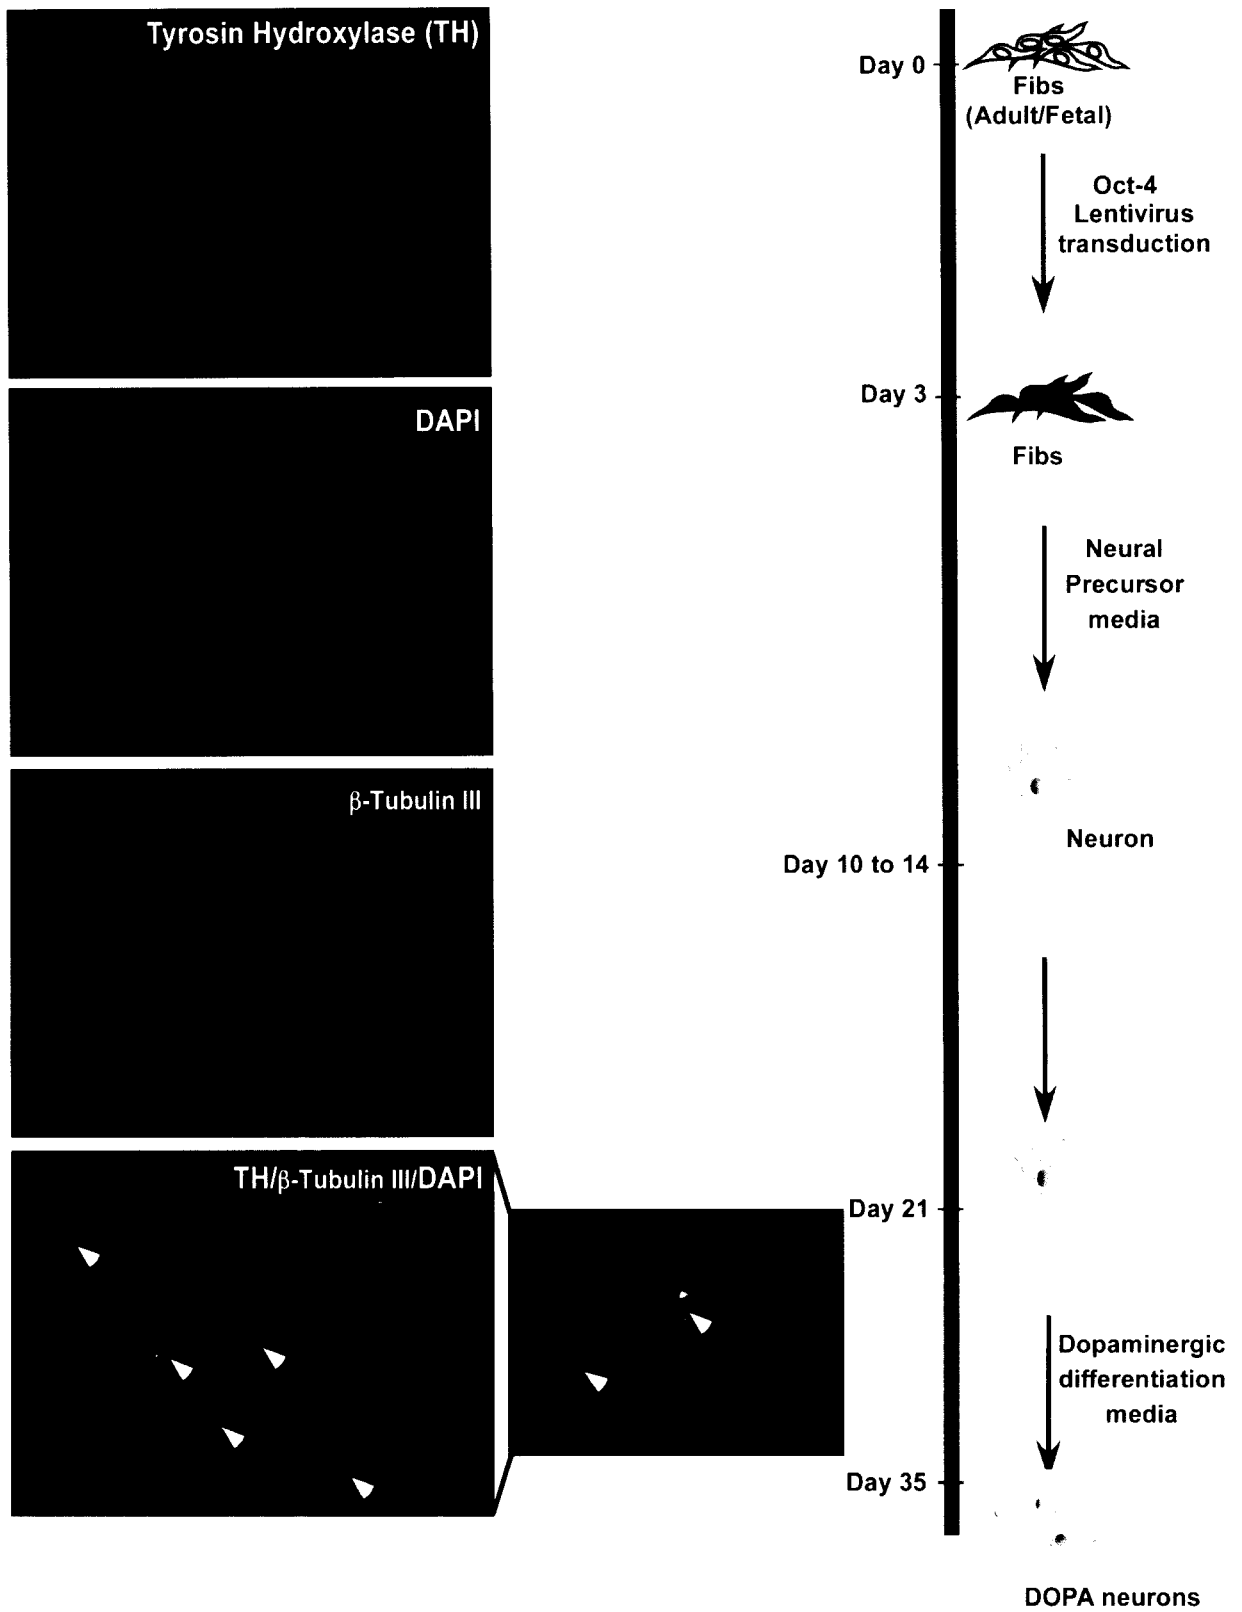 Tyrosin Hydroxylase (TH)
DAPI
β-Tubulin III
TH/β-Tubulin III/DAPI
Day 0
Fibs
(Adult/Fetal)
Oct-4
Lentivirus
transduction
Day 3
Fibs
Neural
Precursor
media
Neuron
Day 10 to 14
Day 21
Dopaminergic
differentiation
media
Day 35
DOPA neurons